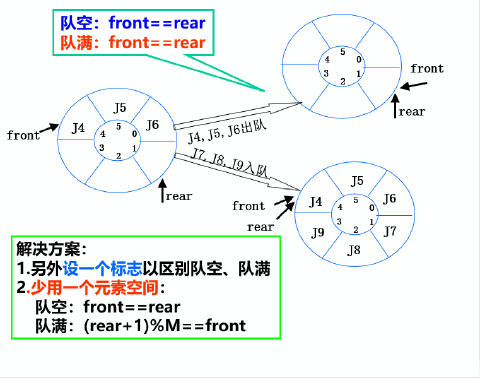 队空：front==rear
队满：front==rear
5
4 0
3 1
2
front
rear
J5
J4 J6
5
4 0
3 1
2
front
rear
J4,J5,J6出队
J7,J8,J9入队
J5
J4 J6
5
4 0
3 1
2
J9 J7
J8
front
rear
解决方案：
1.另外设一个标志以区别队空、队满
2.少用一个元素空间：
队空：front==rear
队满：(rear+1)%M==front